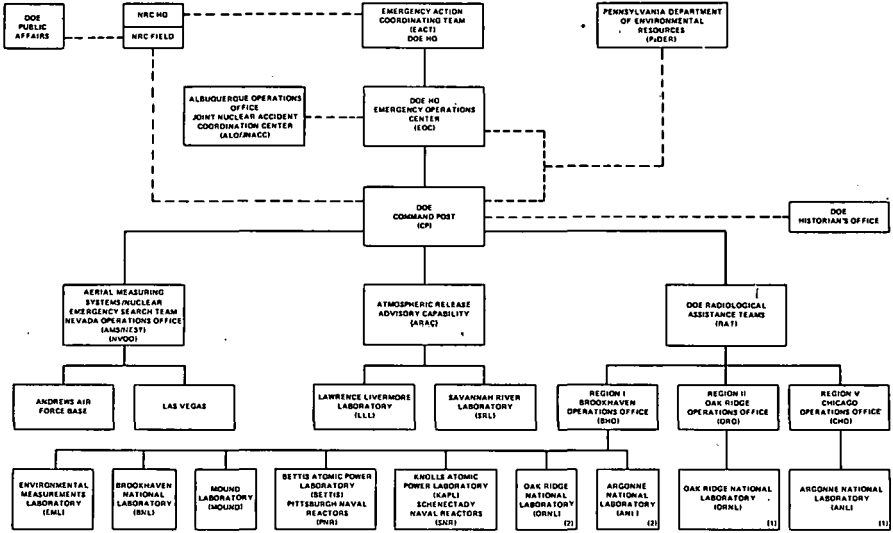 DOE
PUBLIC
AFFAIRS
NRC HQ
NRC FIELD
EMERGENCY ACTION
COORDINATING TEAM
(EACT)
DOE HQ
PENNSYLVANIA DEPARTMENT
OF ENVIRONMENTAL
RESOURCES
(PaDER)
ALBUQUERQUE OPERATIONS
OFFICE
JOINT NUCLEAR ACCIDENT
COORDINATION CENTER
(ALO/JNACC)
DOE HQ
EMERGENCY OPERATIONS
CENTER
(EOC)
DOE
COMMAND POST
(CP)
DOE
HISTORIAN'S OFFICE
AERIAL MEASURING
SYSTEMS/NUCLEAR
EMERGENCY SEARCH TEAM
NEVADA OPERATIONS OFFICE
(AMS/NEST)
(NVOO)
ATMOSPHERIC RELEASE
ADVISORY CAPABILITY
(ARAC)
DOE RADIOLOGICAL
ASSISTANCE TEAMS
(RAT)
ANDREWS AIR
FORCE BASE
LAS VEGAS
LAWRENCE LIVERMORE
LABORATORY
(LLL)
SAVANNAH RIVER
LABORATORY
(SRL)
REGION I
BROOKHAVEN
OPERATIONS OFFICE
(BHO)
REGION II
OAK RIDGE
OPERATIONS OFFICE
(ORO)
REGION V
CHICAGO
OPERATIONS OFFICE
(CHO)
ENVIRONMENTAL
MEASUREMENTS
LABORATORY
(EML)
BROOKHAVEN
NATIONAL
LABORATORY
(BNL)
MOUND
LABORATORY
(MOUND)
BETTIS ATOMIC POWER
LABORATORY
(BETTIS)
PITTSBURGH NAVAL
REACTORS
(PNR)
KNOLLS ATOMIC
POWER LABORATORY
(KAPL)
SCHENECTADY
NAVAL REACTORS
(SNR)
OAK RIDGE
NATIONAL
LABORATORY
(ORNL)
(2)
ARGONNE
NATIONAL
LABORATORY
(ANL)
(2)
OAK RIDGE NATIONAL
LABORATORY
(ORNL)
(1)
ARGONNE NATIONAL
LABORATORY
(ANL)
(1)